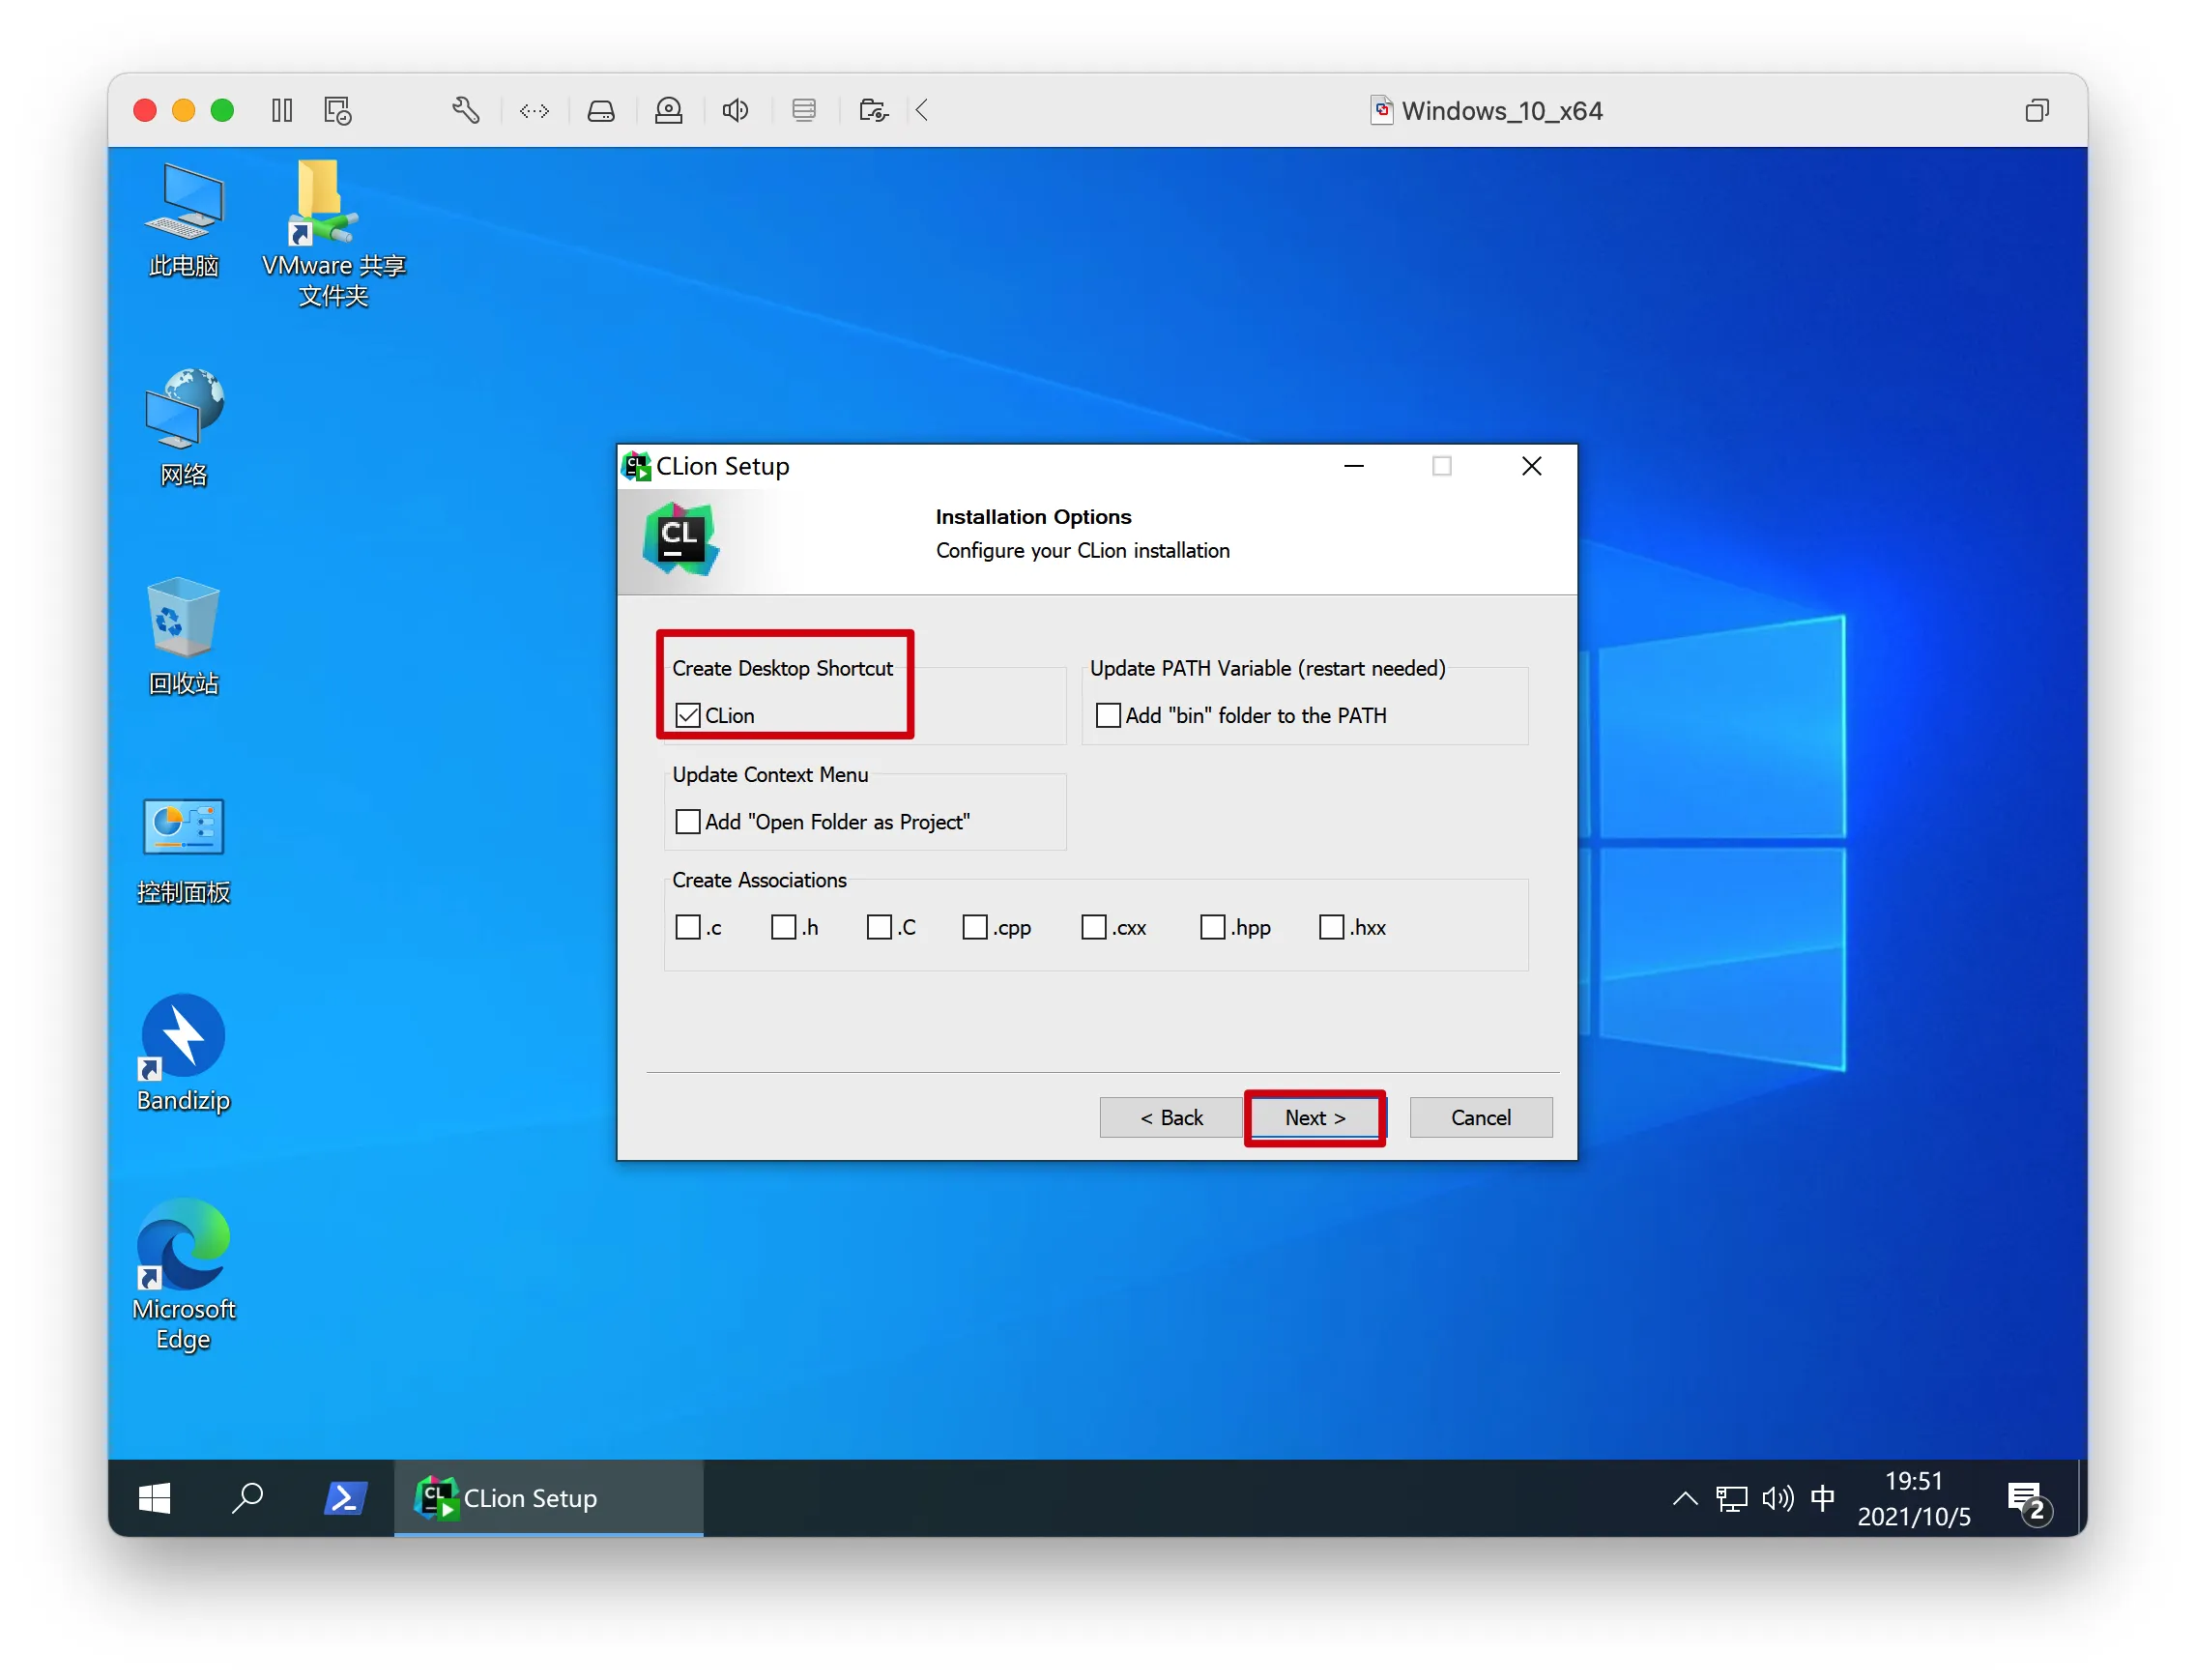 Windows_10_x64
此电脑
VMware 共享
文件夹
网络
回收站
控制面板
Bandizip
Microsoft
Edge
CL
CLion Setup
CL
Installation Options
Configure your CLion installation
Create Desktop Shortcut
CLion
Update PATH Variable (restart needed)
Add "bin" folder to the PATH
Update Context Menu
Add "Open Folder as Project"
Create Associations
.c .h .C .cpp .cxx .hpp .hxx
< Back Next > Cancel
CL
CLion Setup
中
19:51
2021/10/5
2